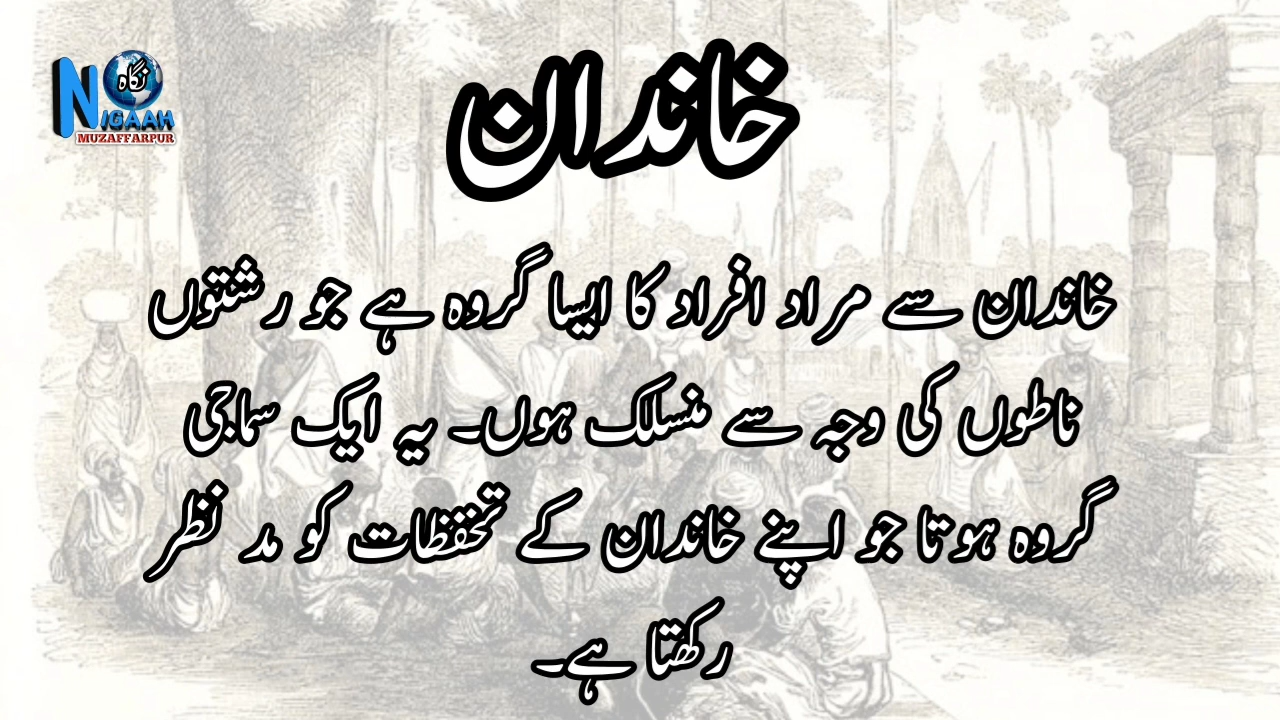 نگاہ
NIGAAH
MUZAFFARPUR
خاندان
خاندان سے مراد افراد کا ایسا گروہ ہے جو رشتوں
ناطوں کی وجہ سے منسلک ہوں۔ یہ ایک سماجی
گروہ ہوتا جو اپنے خاندان کے تحفظات کو مد نظر
رکھتا ہے۔